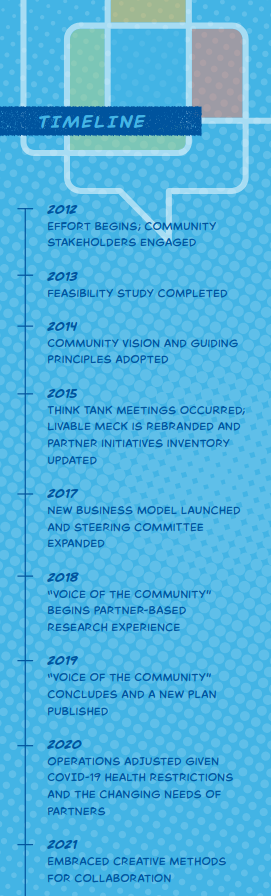 TIMELINE
2012
EFFORT BEGINS; COMMUNITY
STAKEHOLDERS ENGAGED
2013
FEASIBILITY STUDY COMPLETED
2014
COMMUNITY VISION AND GUIDING
PRINCIPLES ADOPTED
2015
THINK TANK MEETINGS OCCURRED;
LIVABLE MECK IS REBRANDED AND
PARTNER INITIATIVES INVENTORY
UPDATED
2017
NEW BUSINESS MODEL LAUNCHED
AND STEERING COMMITTEE
EXPANDED
2018
"VOICE OF THE COMMUNITY"
BEGINS PARTNER-BASED
RESEARCH EXPERIENCE
2019
"VOICE OF THE COMMUNITY"
CONCLUDES AND A NEW PLAN
PUBLISHED
2020
OPERATIONS ADJUSTED GIVEN
COVID-19 HEALTH RESTRICTIONS
AND THE CHANGING NEEDS OF
PARTNERS
2021
EMBRACED CREATIVE METHODS
FOR COLLABORATION